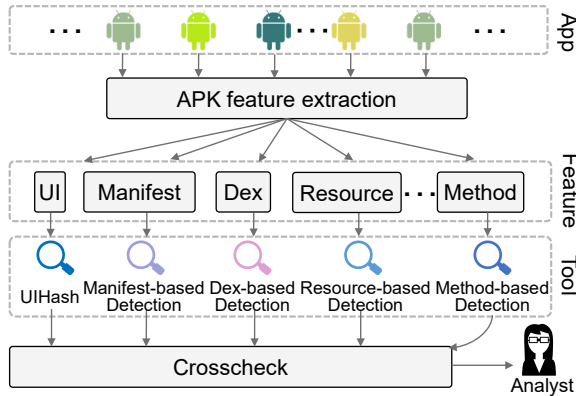 ... ... ...
App
APK feature extraction
UI Manifest Dex Resource ... Method
Feature
UIHash
Manifest-based
Detection
Dex-based
Detection
Resource-based
Detection
Method-based
Detection
Tool
Crosscheck
Analyst